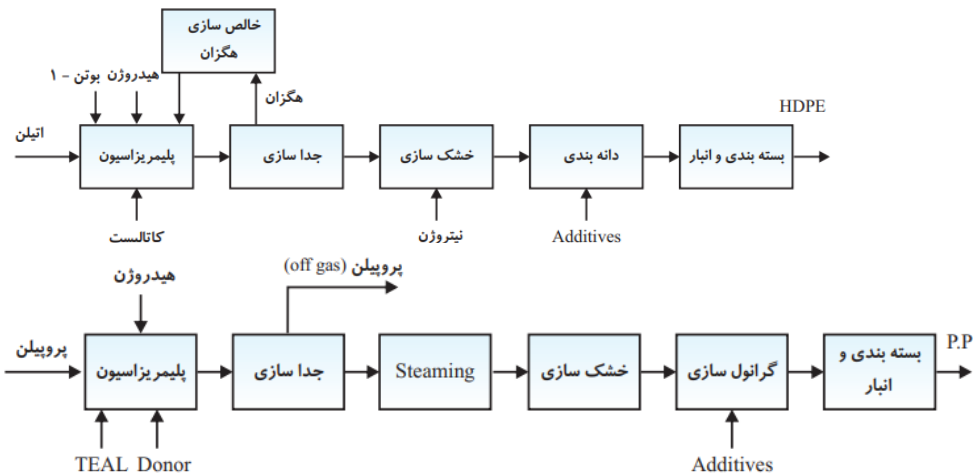 خالص سازی
هگزان
بوتن - ۱
هیدروژن
هگزان
اتیلن
پلیمریزاسیون
جدا سازی
خشک سازی
دانه بندی
بسته بندی و انبار
HDPE
کاتالیست
نیتروژن
Additives
هیدروژن
پروپیلن (off gas)
پروپیلن
پلیمریزاسیون
جدا سازی
Steaming
خشک سازی
گرانول سازی
بسته بندی و
انبار
P.P
TEAL Donor
Additives